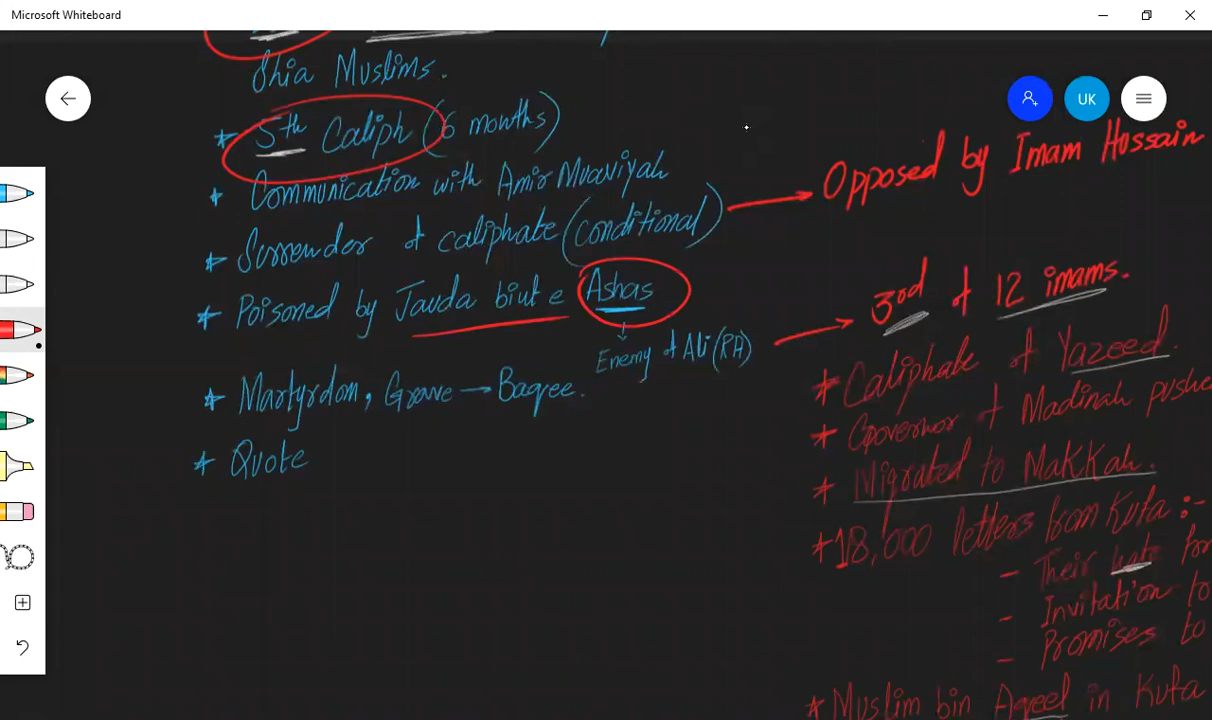 Microsoft Whiteboard
UK
Shia Muslims.
* 5th Caliph (6 months)
* Communication with Amir Muaviyah
* Surrender of caliphate (conditional)
* Poisoned by Jauda bint e Ashas
Enemy of Ali (RA)
* Martyrdom, Grave → Baqee.
* Quote
Opposed by Imam Hossain
3rd of 12 imams.
* Caliphate of Yazeed.
* Governor of Madinah pushe
* Migrated to Makkah.
* 18,000 letters from Kufa :-
- Their hate for
- Invitation to
- Promises to
* Muslim bin Aqeel in Kufa